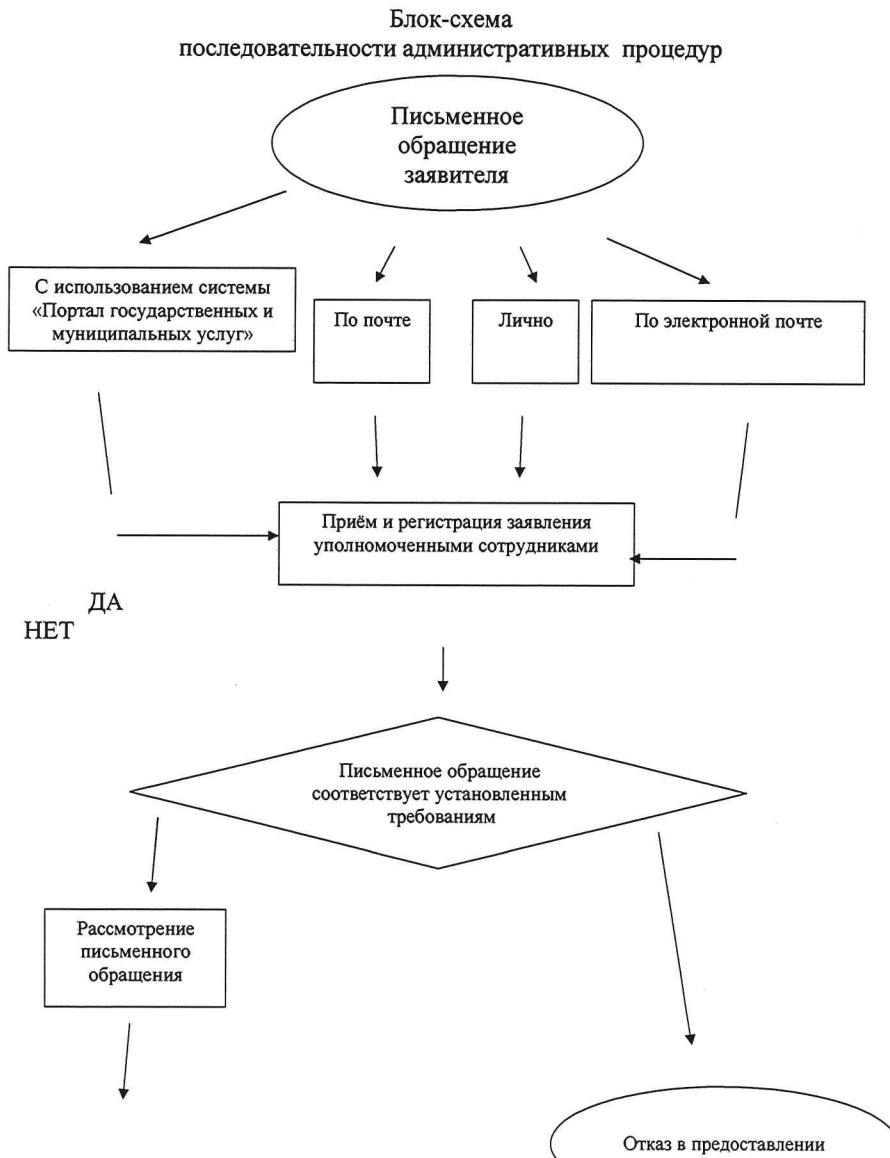 Блок-схема
последовательности административных процедур
Письменное
обращение
заявителя
С использованием системы
«Портал государственных и
муниципальных услуг»
По почте
Лично
По электронной почте
Приём и регистрация заявления
уполномоченными сотрудниками
ДА
НЕТ
Письменное обращение
соответствует установленным
требованиям
Рассмотрение
письменного
обращения
Отказ в предоставлении